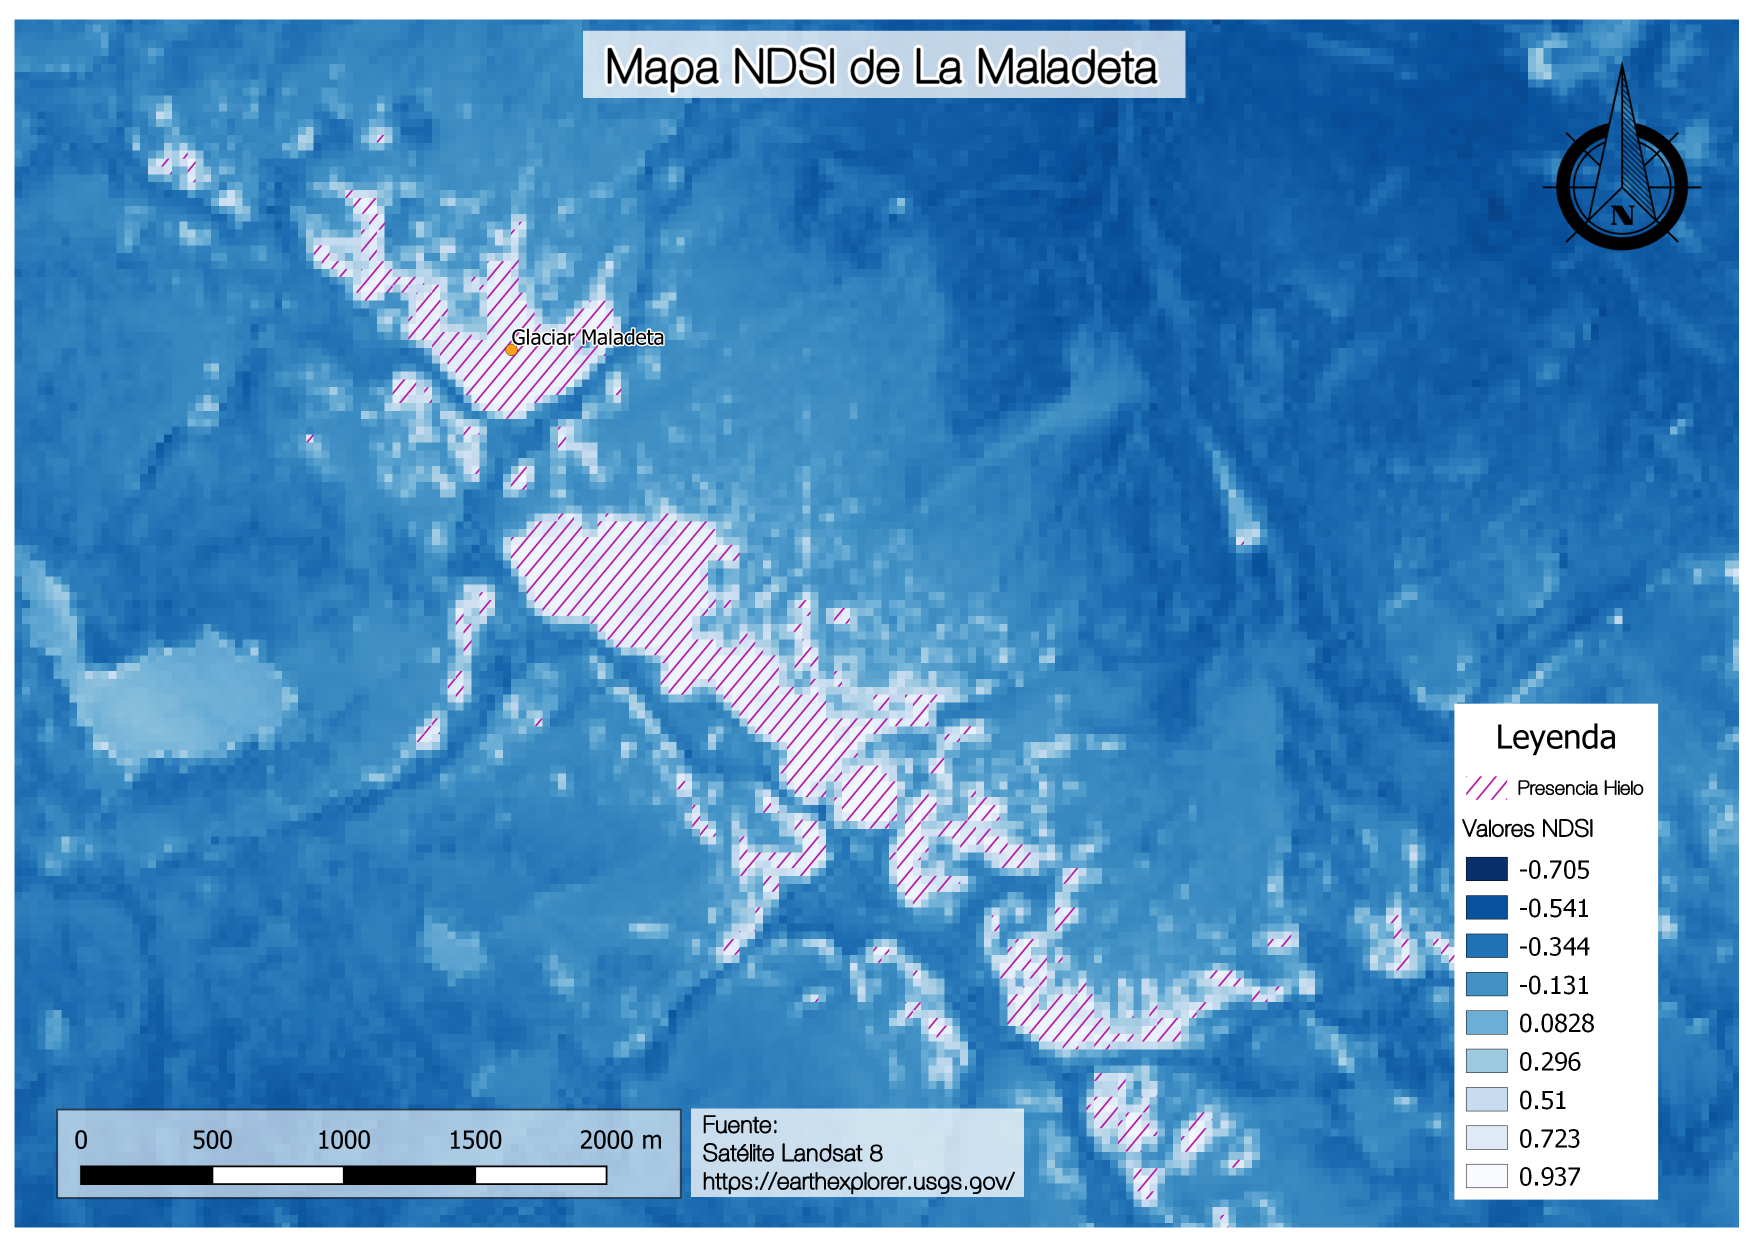 Mapa NDSI de La Maladeta
N
Glaciar Maladeta
Leyenda
Presencia Hielo
Valores NDSI
-0.705
-0.541
-0.344
-0.131
0.0828
0.296
0.51
0.723
0.937
0 500 1000 1500 2000 m
Fuente:
Satélite Landsat 8
https://earthexplorer.usgs.gov/